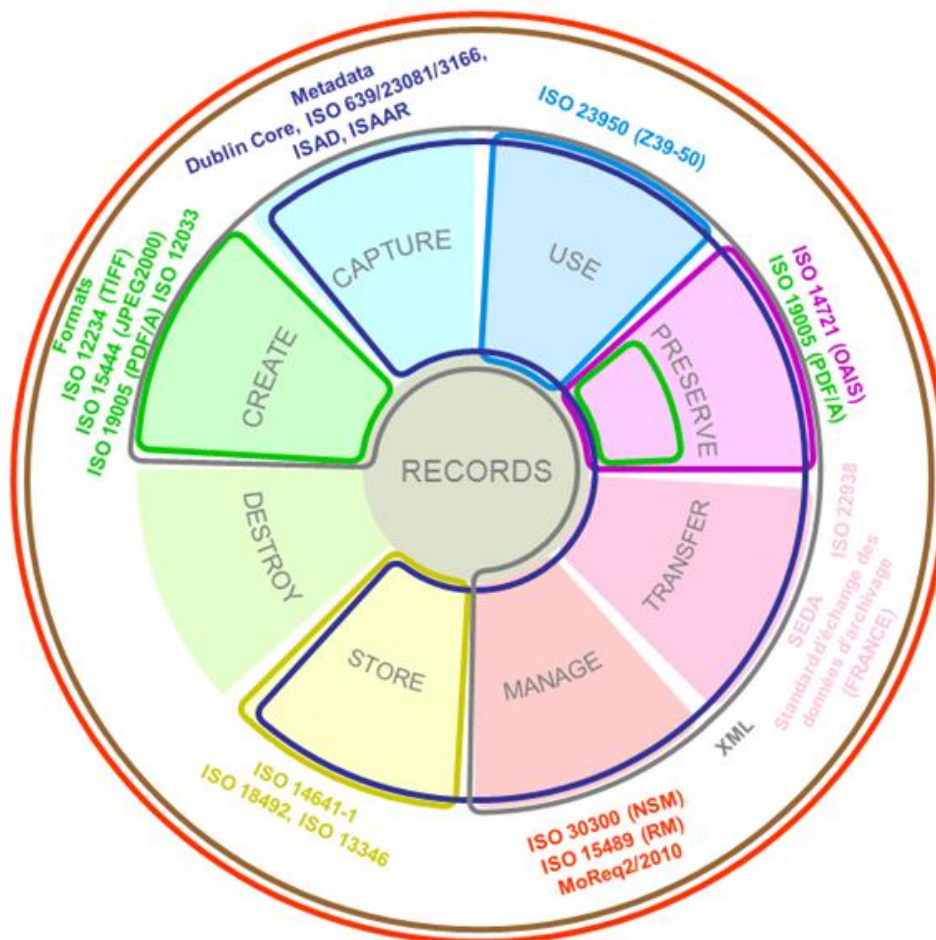 Metadata
Dublin Core, ISO 639/23081/3166,
ISAD, ISAAR
ISO 23950 (Z39-50)
Formats
ISO 12234 (TIFF)
ISO 15444 (JPEG2000)
ISO 19005 (PDF/A) ISO 12033
ISO 14721 (OAIS)
ISO 19005 (PDF/A)
CAPTURE
USE
CREATE
PRESERVE
RECORDS
DESTROY
TRANSFER
STORE
MANAGE
ISO 22938
SEDA
Standard d'échange des
données d'archivage
(FRANCE)
XML
ISO 14641-1
ISO 18492, ISO 13346
ISO 30300 (NSM)
ISO 15489 (RM)
MoReq2/2010